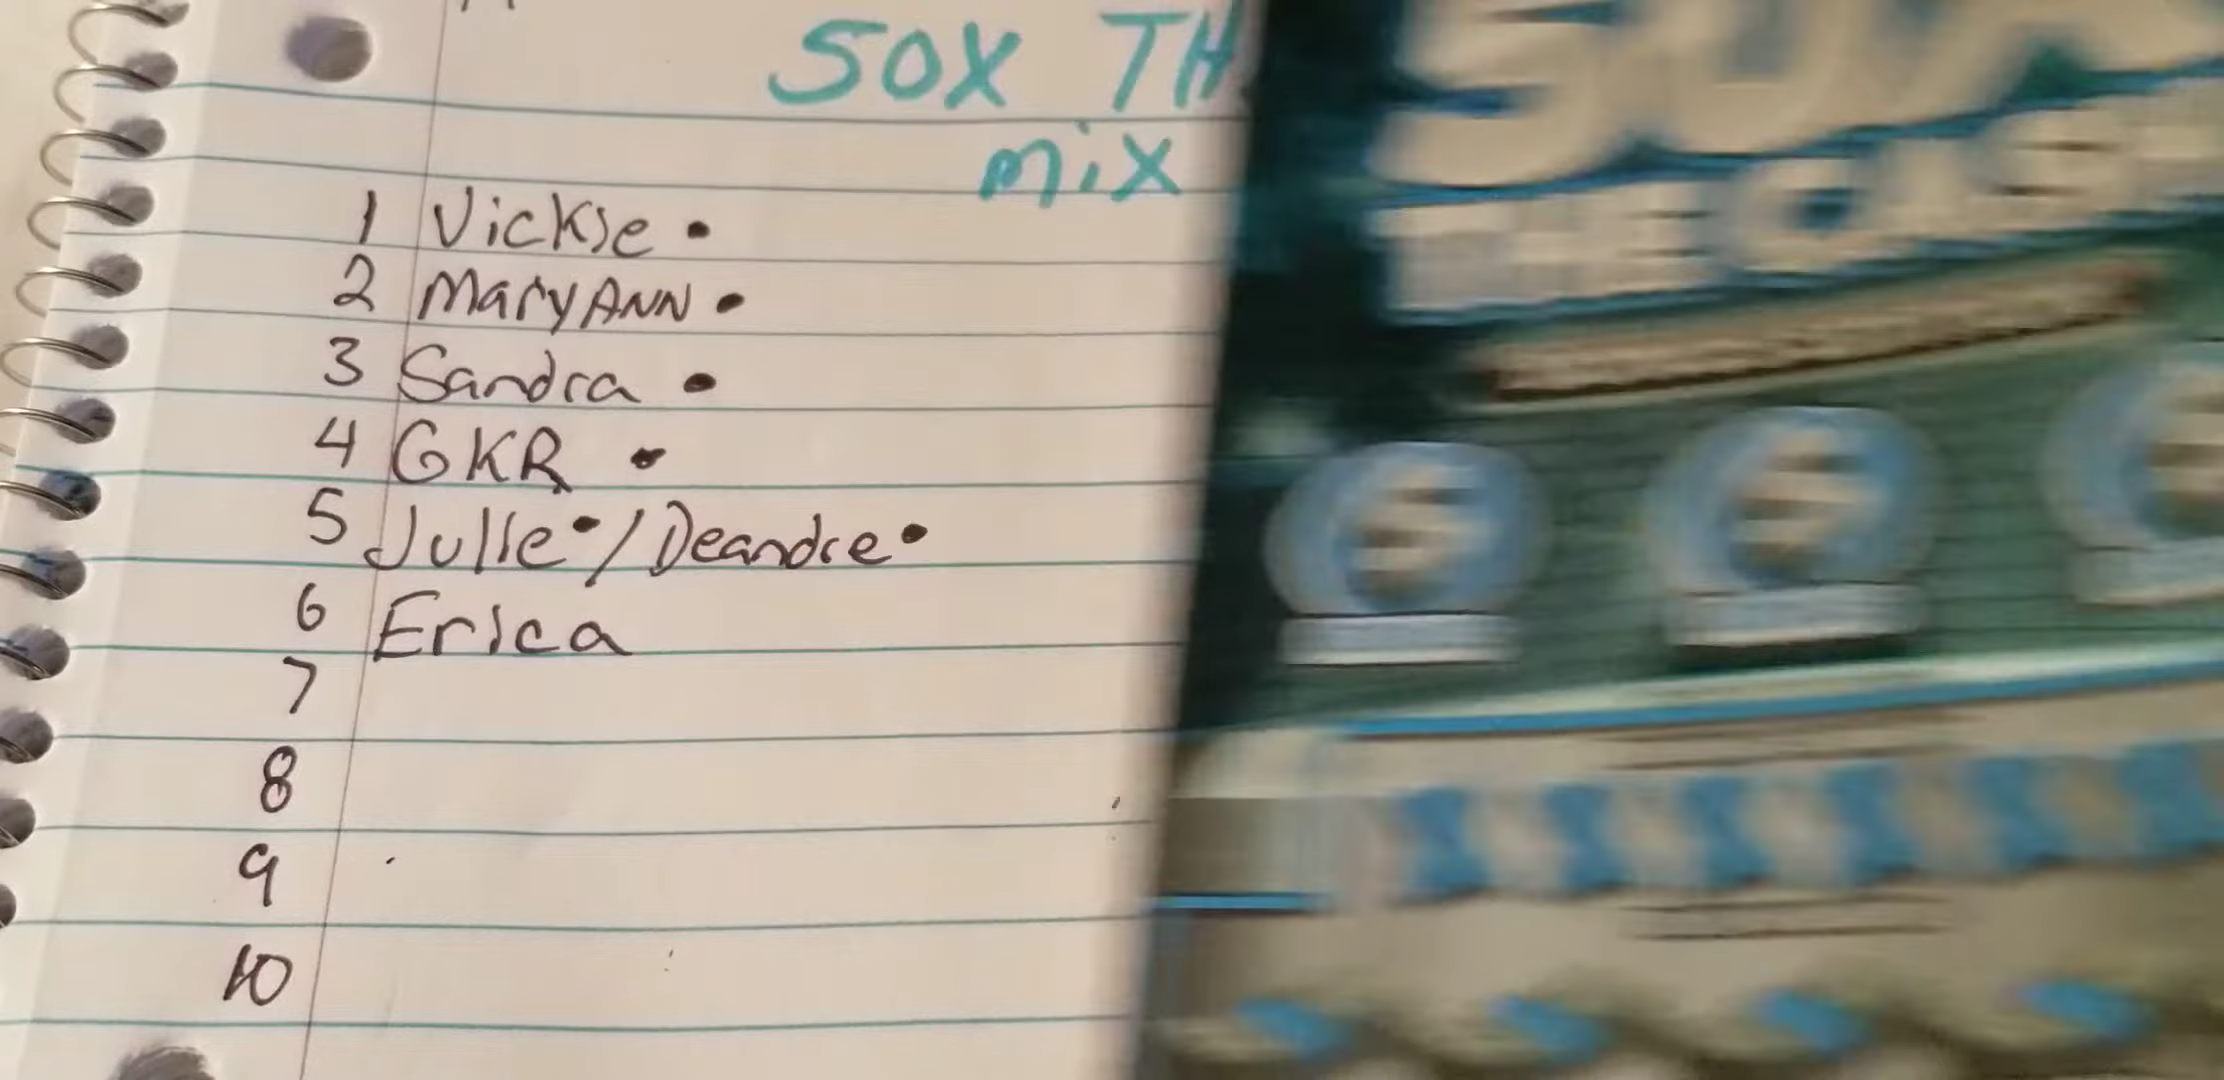 SOX TH
mix
1 Vickie •
2 MaryANN •
3 Sandra •
4 GKR •
5 Julie • / Deandre •
6 Erica
7
8
9
10